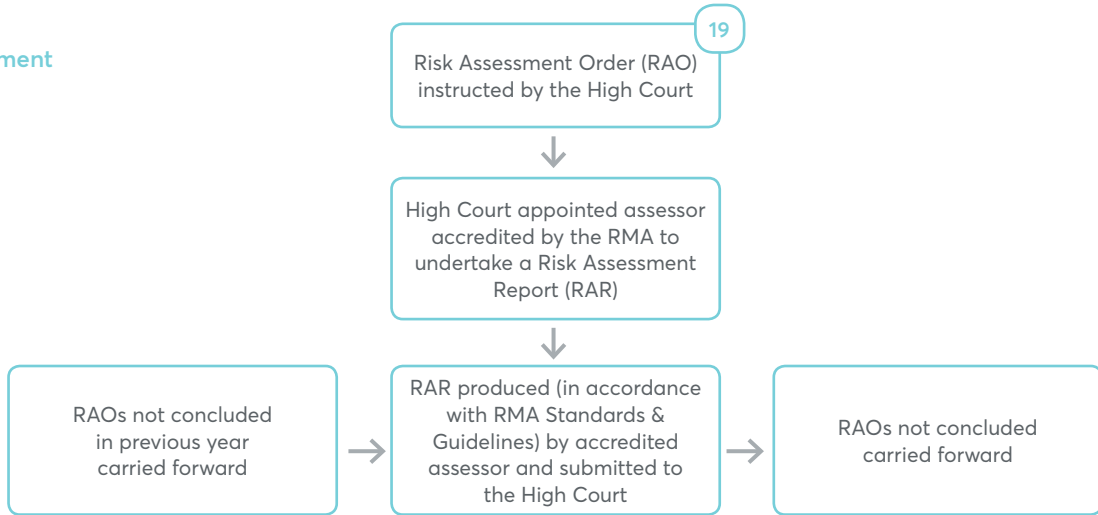 ment
19
Risk Assessment Order (RAO)
instructed by the High Court
High Court appointed assessor
accredited by the RMA to
undertake a Risk Assessment
Report (RAR)
RAOs not concluded
in previous year
carried forward
RAR produced (in accordance
with RMA Standards &
Guidelines) by accredited
assessor and submitted to
the High Court
RAOs not concluded
carried forward